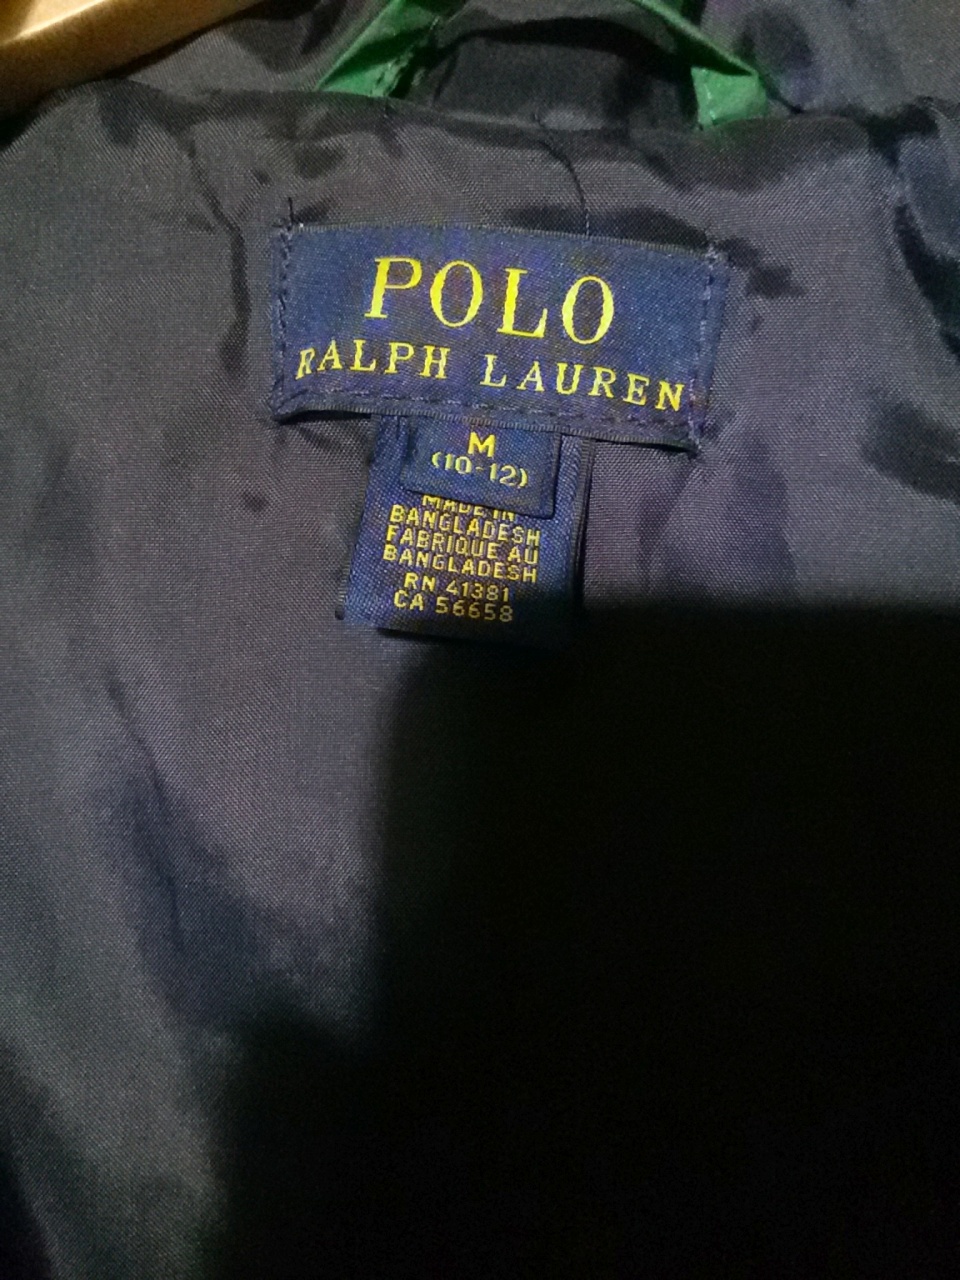 POLO
RALPH LAUREN
M
(10-12)
MADE IN
BANGLADESH
FABRIQUE AU
BANGLADESH
RN 41381
CA 56658